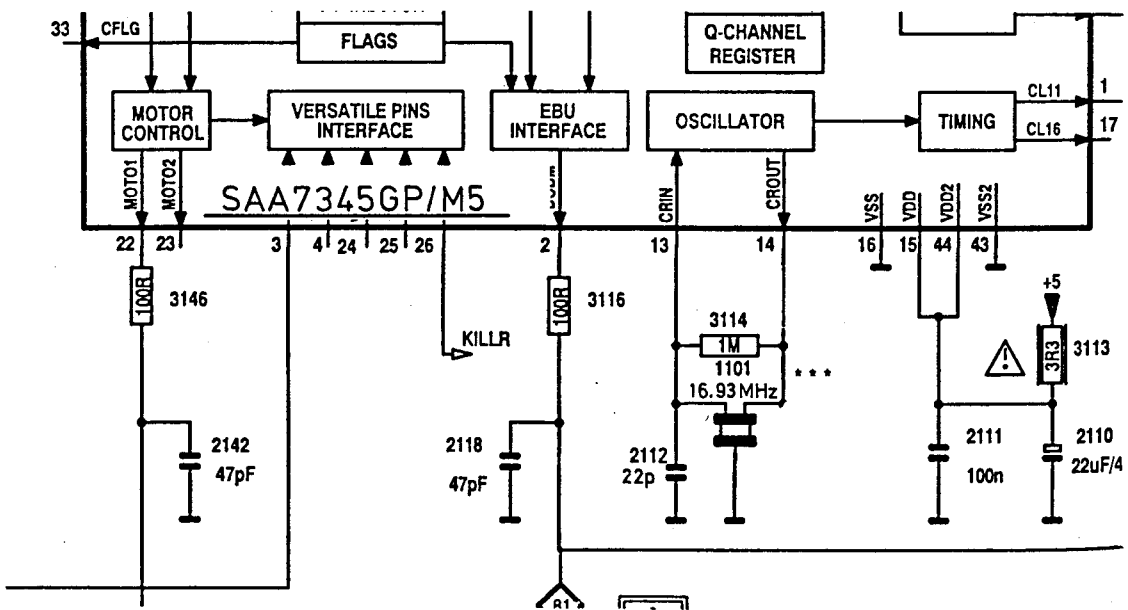 33
CFLG
FLAGS
Q-CHANNEL
REGISTER
MOTOR
CONTROL
VERSATILE PINS
INTERFACE
EBU
INTERFACE
OSCILLATOR
TIMING
CL11
1
CL16
17
MOTO1
MOTO2
SAA7345GP/M5
CRIN
CROUT
VSS
VDD
VDD2
VSS2
22
23
3
4
24
25
26
2
13
14
16
15
44
43
100R
3146
100R
3116
KILLR
3114
1M
1101
16.93MHz
***
+5
3R3
3113
!
2142
47pF
2118
47pF
2112
22p
2111
100n
2110
22uF/4